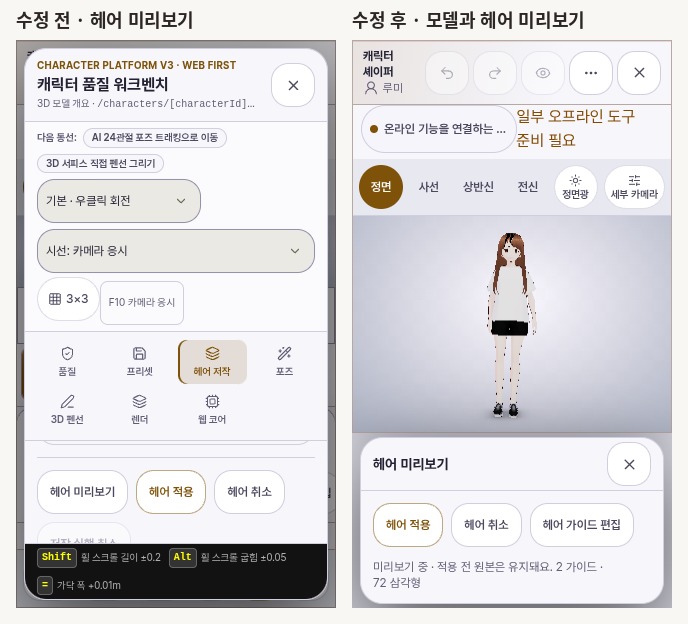 수정 전 · 헤어 미리보기
CHARACTER PLATFORM V3 · WEB FIRST
캐릭터 품질 워크벤치
3D 모델 개요 · /characters/[characterId]…
다음 동선:
AI 24관절 포즈 트래킹으로 이동
3D 서피스 직접 펜선 그리기
기본 · 우클릭 회전
시선: 카메라 응시
3×3
F10 카메라 응시
품질
프리셋
헤어 저작
포즈
3D 펜선
렌더
웹 코어
헤어 미리보기
헤어 적용
헤어 취소
Shift 휠 스크롤 길이 ±0.2 Alt 휠 스크롤 굽힘 ±0.05
= 가닥 폭 +0.01m
수정 후 · 모델과 헤어 미리보기
캐릭터
셰이퍼
루미
온라인 기능을 연결하는 …
일부 오프라인 도구
준비 필요
정면
사선
상반신
전신
정면광
세부 카메라
헤어 미리보기
헤어 적용
헤어 취소
헤어 가이드 편집
미리보기 중 · 적용 전 원본은 유지돼요. 2 가이드 ·
72 삼각형